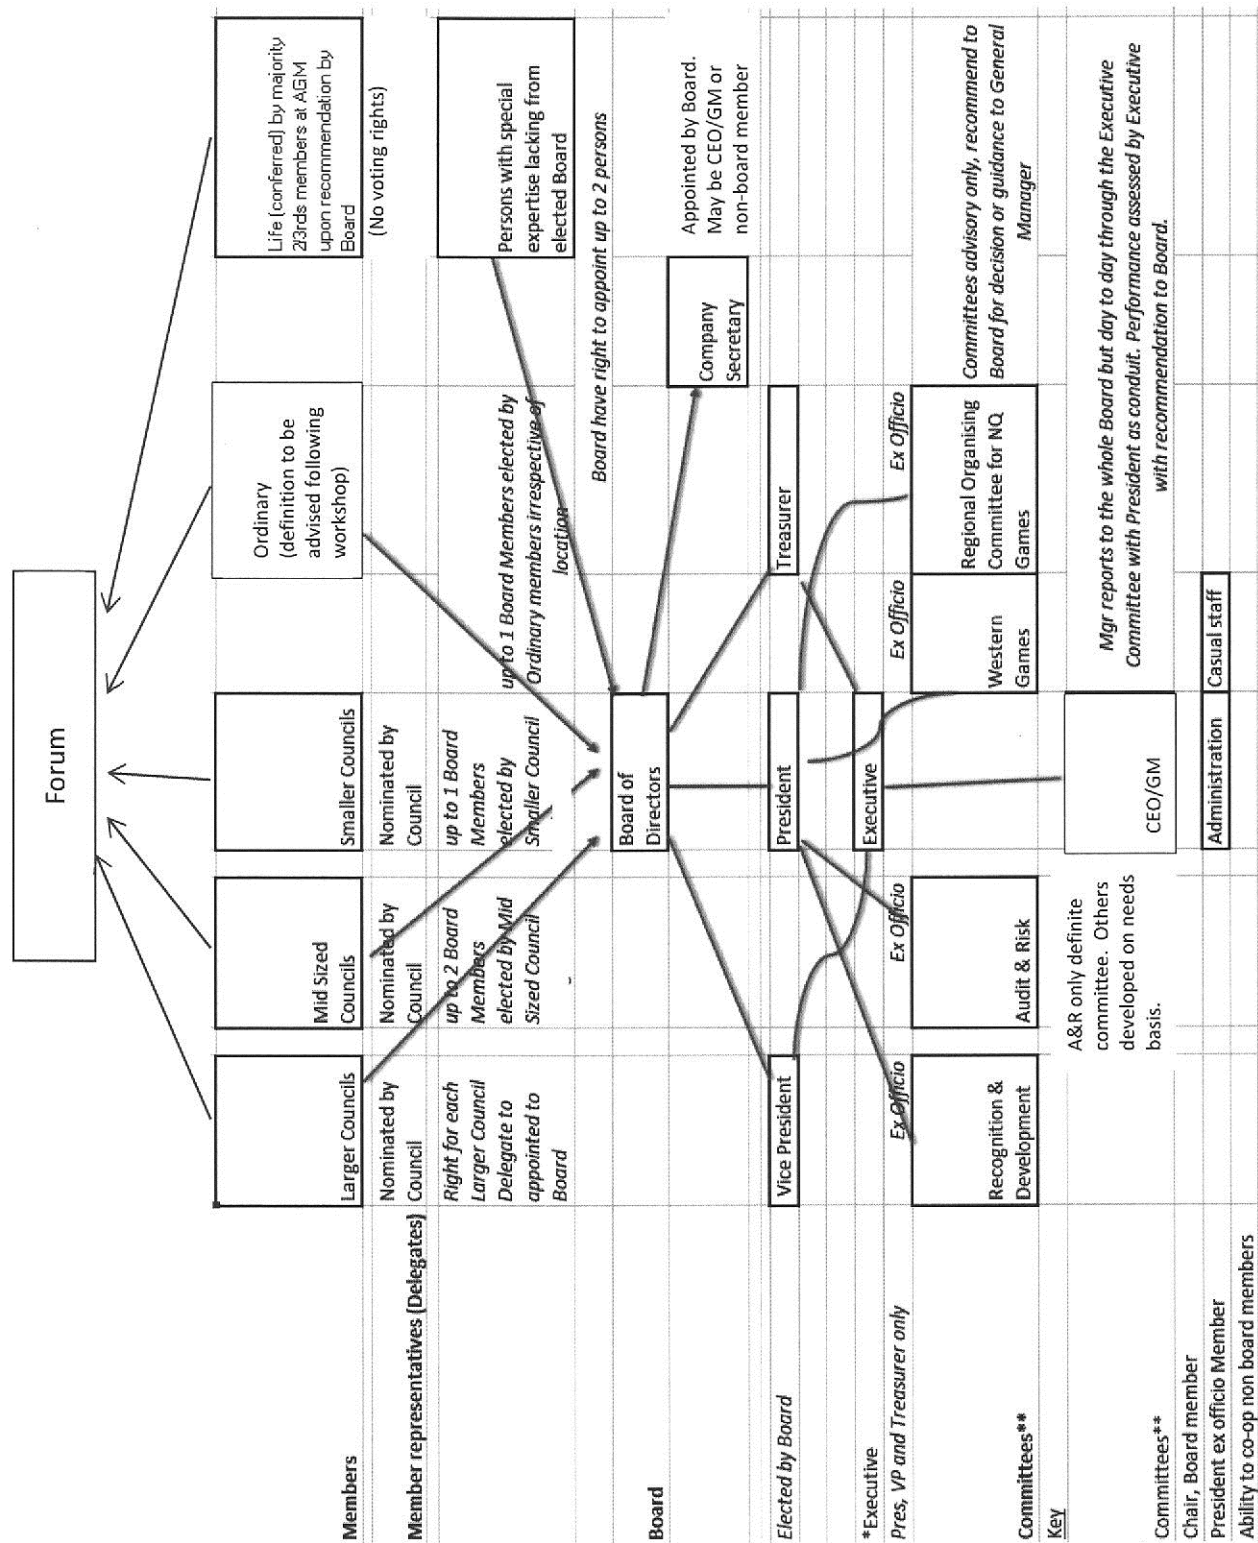 Forum
Members
Larger Councils
Mid Sized
Councils
Smaller Councils
Ordinary
(definition to be
advised following
workshop)
Life (conferred) by majority
2/3rds members at AGM
upon recommendation by
Board
(No voting rights)
Member representatives (Delegates)
Nominated by
Council
Nominated by
Council
Nominated by
Council
Right for each
Larger Council
Delegate to
appointed to
Board
up to 2 Board
Members
elected by Mid
Sized Council
up to 1 Board
Members
elected by
Smaller Council
up to 1 Board Members elected by
Ordinary members irrespective of
location
Persons with special
expertise lacking from
elected Board
Board have right to appoint up to 2 persons
Board
Board of
Directors
Company
Secretary
Appointed by Board.
May be CEO/GM or
non-board member
Elected by Board
Vice President
President
Treasurer
*Executive
Executive
Pres, VP and Treasurer only
Ex Officio
Ex Officio
Ex Officio
Ex Officio
Committees**
Recognition &
Development
Audit & Risk
Western
Games
Regional Organising
Committee for NQ
Games
Committees advisory only, recommend to
Board for decision or guidance to General
Manager
Key
A&R only definite
committee. Others
developed on needs
basis.
CEO/GM
Mgr reports to the whole Board but day to day through the Executive
Committee with President as conduit. Performance assessed by Executive
with recommendation to Board.
Committees**
Chair, Board member
President ex officio Member
Administration
Casual staff
Ability to co-op non board members